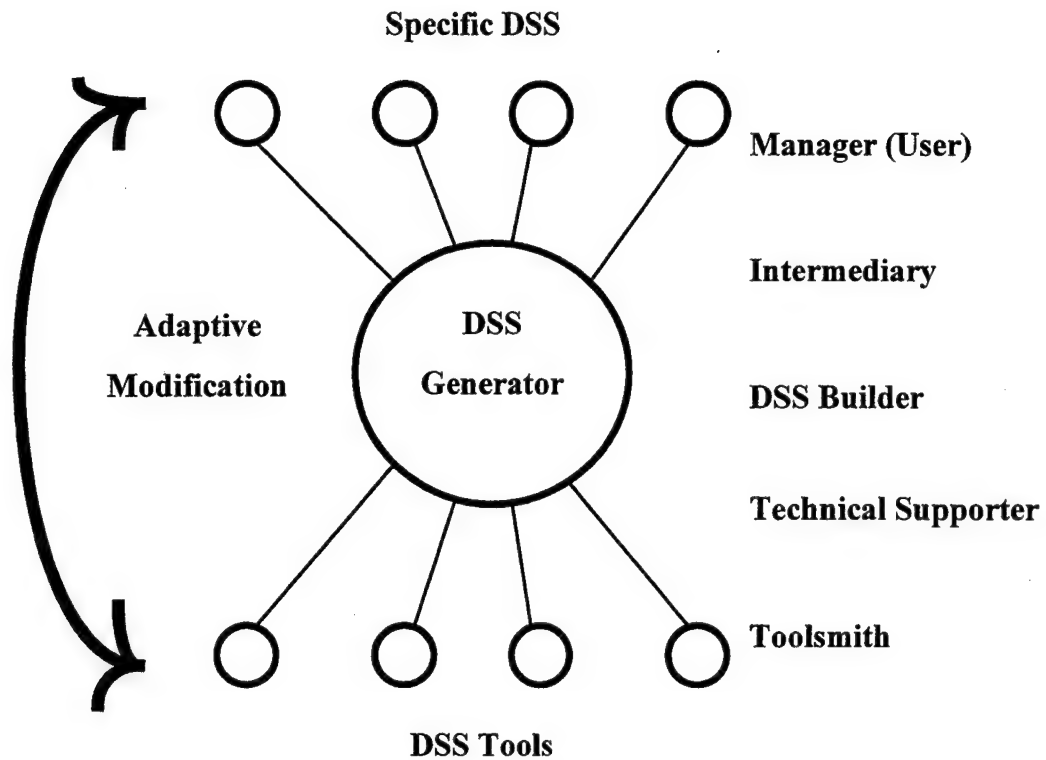 Specific DSS
Manager (User)
Intermediary
Adaptive
Modification
DSS
Generator
DSS Builder
Technical Supporter
Toolsmith
DSS Tools